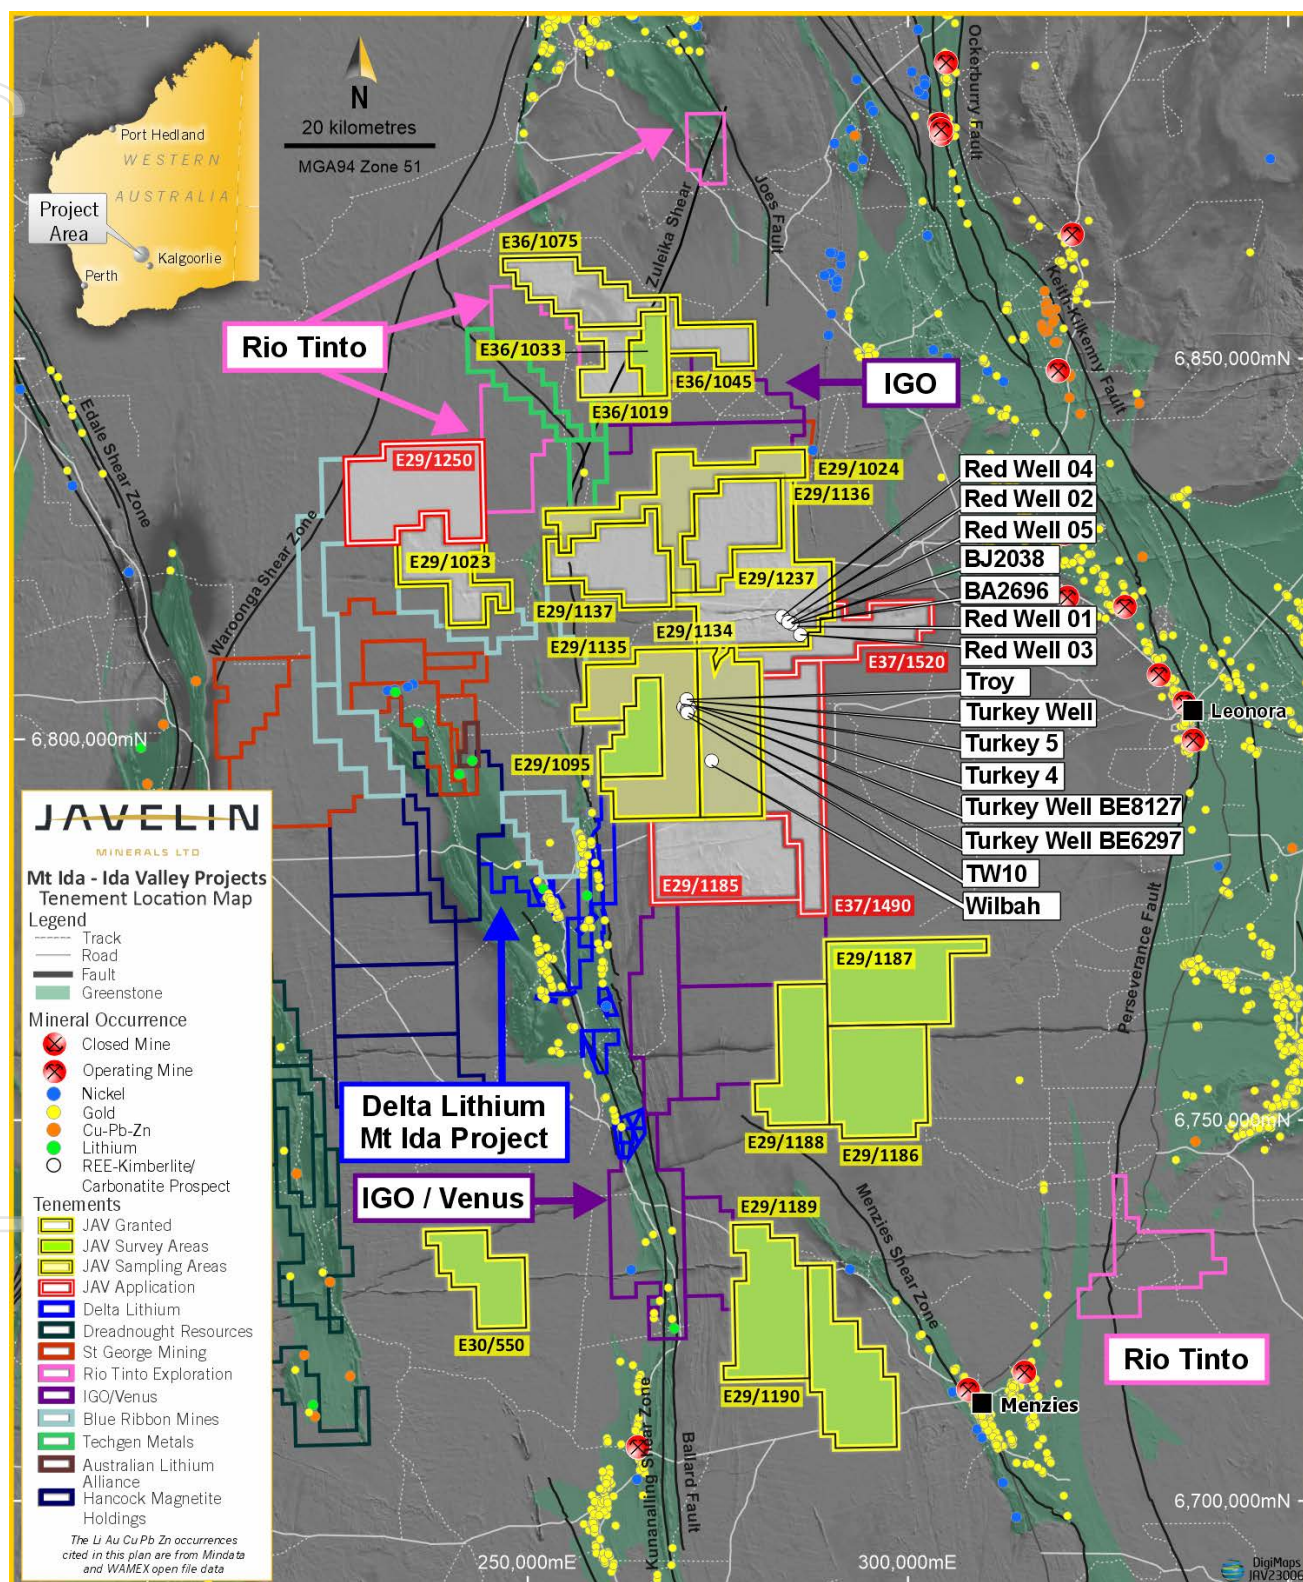 Port Hedland
WESTERN
AUSTRALIA
Project
Area
Kalgoorlie
Perth
N
20 kilometres
MGA94 Zone 51
Ockerburry Fault
Zuleika Shear
Joes Fault
Keith-Kilkenny Fault
Edale Shear Zone
Waroonga Shear Zone
Perseverance Fault
Menzies Shear Zone
Kunanalling Shear Zone
Ballard Fault
6,850,000mN
6,800,000mN
6,750,000mN
6,700,000mN
250,000mE
300,000mE
Rio Tinto
IGO
E36/1075
E36/1033
E36/1045
E36/1019
E29/1250
E29/1024
E29/1136
E29/1023
E29/1237
E29/1137
E29/1134
E29/1135
E37/1520
E29/1095
E29/1185
E37/1490
E29/1187
E29/1188
E29/1186
E29/1189
E29/1190
E30/550
Red Well 04
Red Well 02
Red Well 05
BJ2038
BA2696
Red Well 01
Red Well 03
Troy
Turkey Well
Turkey 5
Turkey 4
Turkey Well BE8127
Turkey Well BE6297
TW10
Wilbah
Leonora
Menzies
Delta Lithium
Mt Ida Project
IGO / Venus
Rio Tinto
JAVELIN
MINERALS LTD
Mt Ida - Ida Valley Projects
Tenement Location Map
Legend
Track
Road
Fault
Greenstone
Mineral Occurrence
Closed Mine
Operating Mine
Nickel
Gold
Cu-Pb-Zn
Lithium
REE-Kimberlite/
Carbonatite Prospect
Tenements
JAV Granted
JAV Survey Areas
JAV Sampling Areas
JAV Application
Delta Lithium
Dreadnought Resources
St George Mining
Rio Tinto Exploration
IGO/Venus
Blue Ribbon Mines
Techgen Metals
Australian Lithium
Alliance
Hancock Magnetite
Holdings
The Li Au Cu Pb Zn occurrences
cited in this plan are from Mindata
and WAMEX open file data
DigiMaps
JAV23006